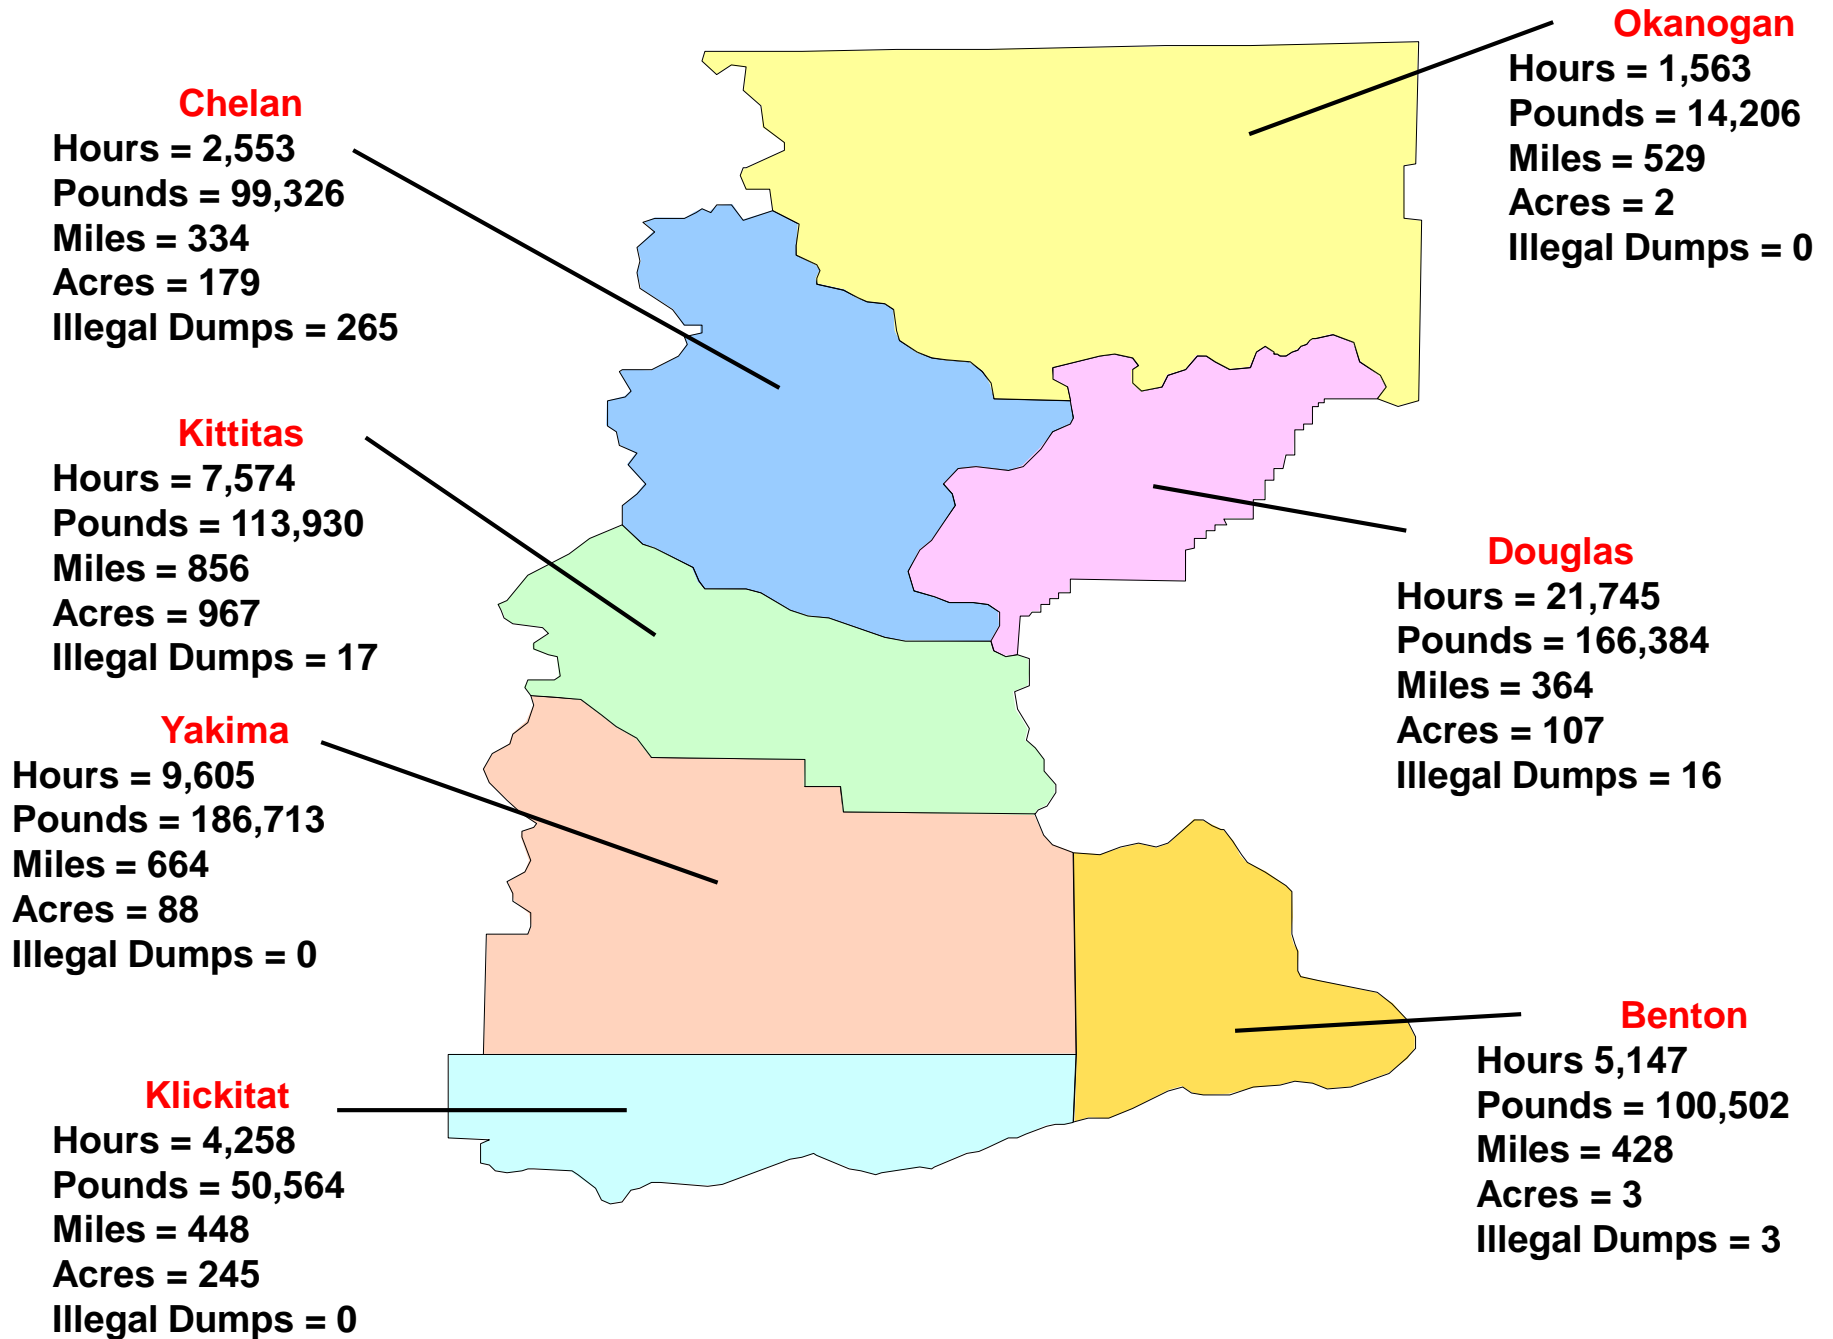 Okanogan
Hours = 1,563
Pounds = 14,206
Miles = 529
Acres = 2
Illegal Dumps = 0
Chelan
Hours = 2,553
Pounds = 99,326
Miles = 334
Acres = 179
Illegal Dumps = 265
Kittitas
Hours = 7,574
Pounds = 113,930
Miles = 856
Acres = 967
Illegal Dumps = 17
Douglas
Hours = 21,745
Pounds = 166,384
Miles = 364
Acres = 107
Illegal Dumps = 16
Yakima
Hours = 9,605
Pounds = 186,713
Miles = 664
Acres = 88
Illegal Dumps = 0
Benton
Hours 5,147
Pounds = 100,502
Miles = 428
Acres = 3
Illegal Dumps = 3
Klickitat
Hours = 4,258
Pounds = 50,564
Miles = 448
Acres = 245
Illegal Dumps = 0